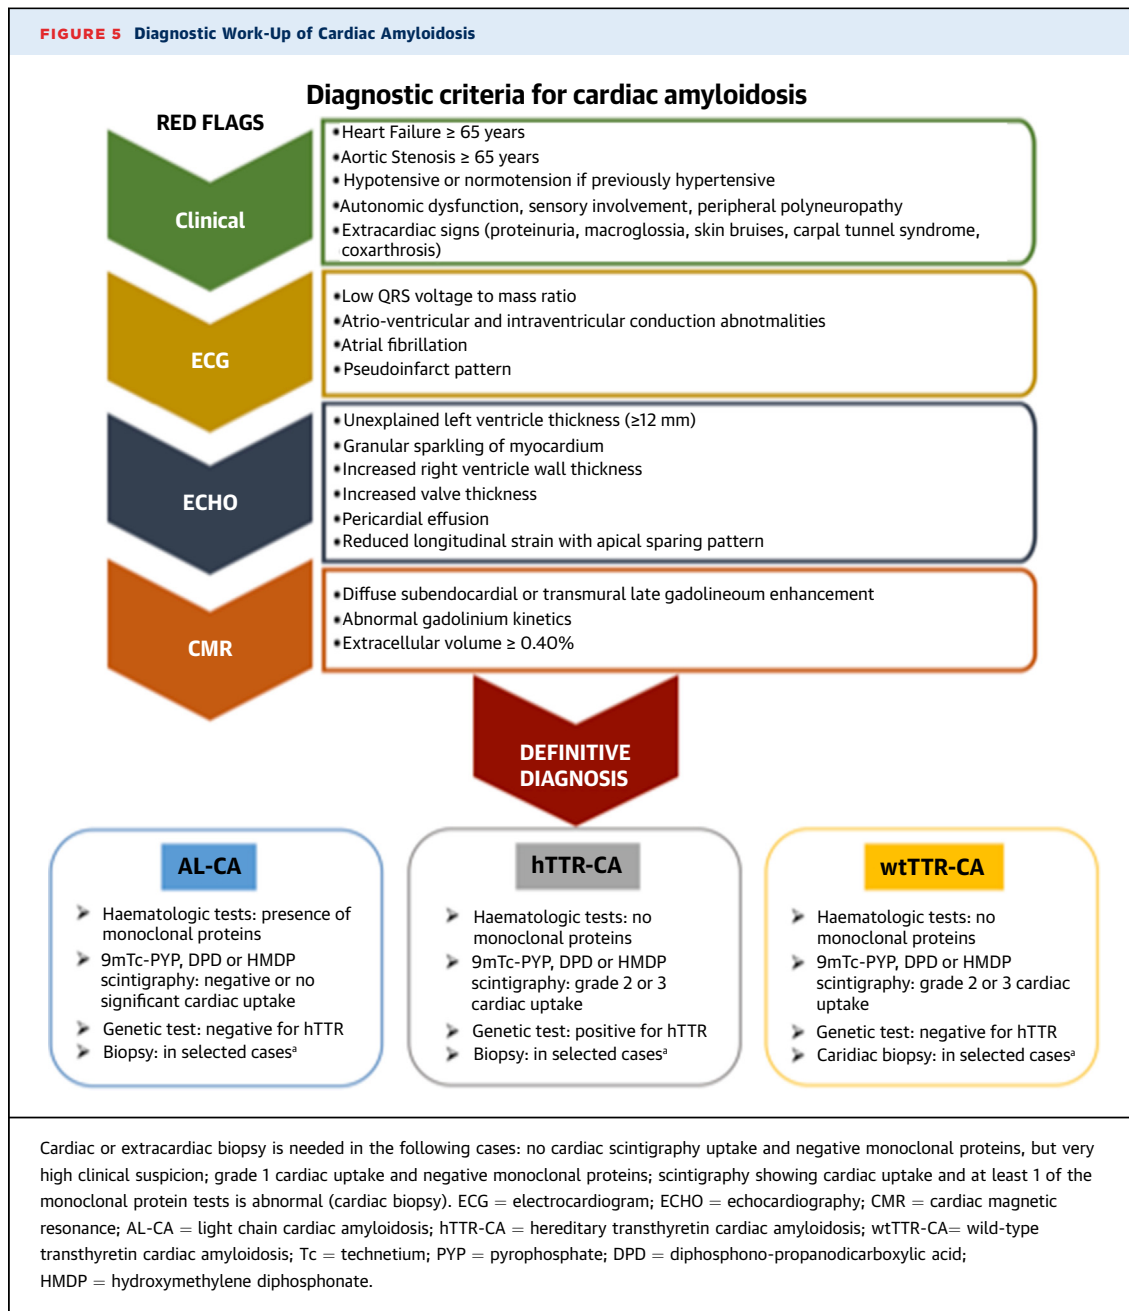 FIGURE 5 Diagnostic Work-Up of Cardiac Amyloidosis
Diagnostic criteria for cardiac amyloidosis
RED FLAGS
Clinical
•Heart Failure ≥ 65 years
•Aortic Stenosis ≥ 65 years
•Hypotensive or normotension if previously hypertensive
•Autonomic dysfunction, sensory involvement, peripheral polyneuropathy
•Extracardiac signs (proteinuria, macroglossia, skin bruises, carpal tunnel syndrome,
coxarthrosis)
ECG
•Low QRS voltage to mass ratio
•Atrio-ventricular and intraventricular conduction abnotmalities
•Atrial fibrillation
•Pseudoinfarct pattern
ECHO
•Unexplained left ventricle thickness (≥12 mm)
•Granular sparkling of myocardium
•Increased right ventricle wall thickness
•Increased valve thickness
•Pericardial effusion
•Reduced longitudinal strain with apical sparing pattern
CMR
•Diffuse subendocardial or transmural late gadolineoum enhancement
•Abnormal gadolinium kinetics
•Extracellular volume ≥ 0.40%
DEFINITIVE
DIAGNOSIS
AL-CA
➤ Haematologic tests: presence of
monoclonal proteins
➤ 9mTc-PYP, DPD or HMDP
scintigraphy: negative or no
significant cardiac uptake
➤ Genetic test: negative for hTTR
➤ Biopsy: in selected casesᵃ
hTTR-CA
➤ Haematologic tests: no
monoclonal proteins
➤ 9mTc-PYP, DPD or HMDP
scintigraphy: grade 2 or 3
cardiac uptake
➤ Genetic test: positive for hTTR
➤ Biopsy: in selected casesᵃ
wtTTR-CA
➤ Haematologic tests: no
monoclonal proteins
➤ 9mTc-PYP, DPD or HMDP
scintigraphy: grade 2 or 3 cardiac
uptake
➤ Genetic test: negative for hTTR
➤ Caridiac biopsy: in selected casesᵃ
Cardiac or extracardiac biopsy is needed in the following cases: no cardiac scintigraphy uptake and negative monoclonal proteins, but very
high clinical suspicion; grade 1 cardiac uptake and negative monoclonal proteins; scintigraphy showing cardiac uptake and at least 1 of the
monoclonal protein tests is abnormal (cardiac biopsy). ECG = electrocardiogram; ECHO = echocardiography; CMR = cardiac magnetic
resonance; AL-CA = light chain cardiac amyloidosis; hTTR-CA = hereditary transthyretin cardiac amyloidosis; wtTTR-CA= wild-type
transthyretin cardiac amyloidosis; Tc = technetium; PYP = pyrophosphate; DPD = diphosphono-propanodicarboxylic acid;
HMDP = hydroxymethylene diphosphonate.